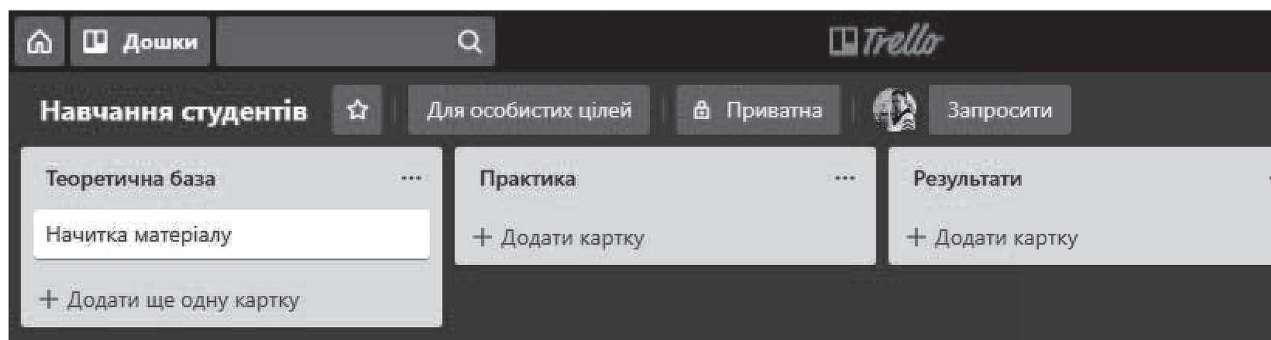 Дошки
Trello
Навчання студентів
Для особистих цілей
Приватна
Запросити
Теоретична база
Начитка матеріалу
+ Додати ще одну картку
Практика
+ Додати картку
Результати
+ Додати картку